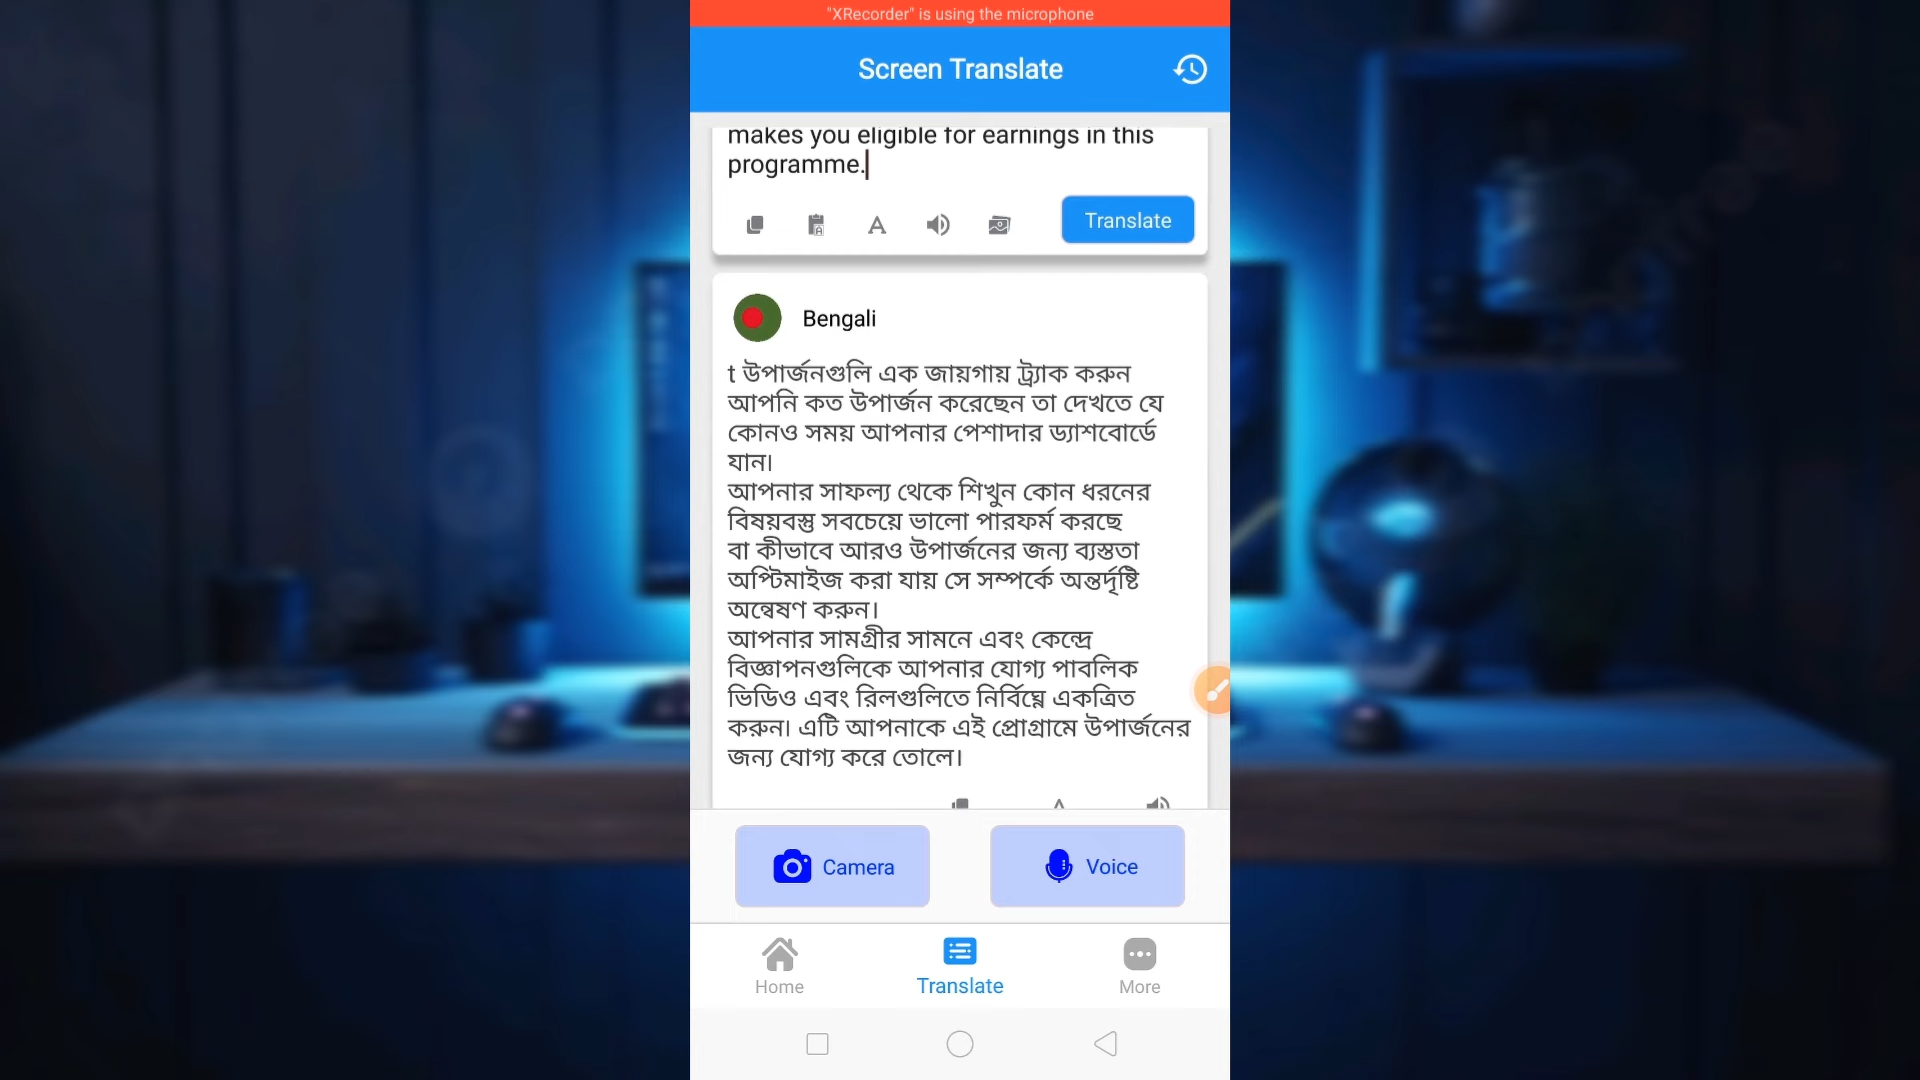 "XRecorder" is using the microphone
Screen Translate
makes you eligible for earnings in this
programme.
Translate
Bengali
t উপার্জনগুলি এক জায়গায় ট্র্যাক করুন
আপনি কত উপার্জন করেছেন তা দেখতে যে
কোনও সময় আপনার পেশাদার ড্যাশবোর্ডে
যান।
আপনার সাফল্য থেকে শিখুন কোন ধরনের
বিষয়বস্তু সবচেয়ে ভালো পারফর্ম করছে
বা কীভাবে আরও উপার্জনের জন্য ব্যস্ততা
অপ্টিমাইজ করা যায় সে সম্পর্কে অন্তর্দৃষ্টি
অন্বেষণ করুন।
আপনার সামগ্রীর সামনে এবং কেন্দ্রে
বিজ্ঞাপনগুলিকে আপনার যোগ্য পাবলিক
ভিডিও এবং রিলগুলিতে নির্বিঘ্নে একত্রিত
করুন। এটি আপনাকে এই প্রোগ্রামে উপার্জনের
জন্য যোগ্য করে তোলে।
Camera
Voice
Home
Translate
More